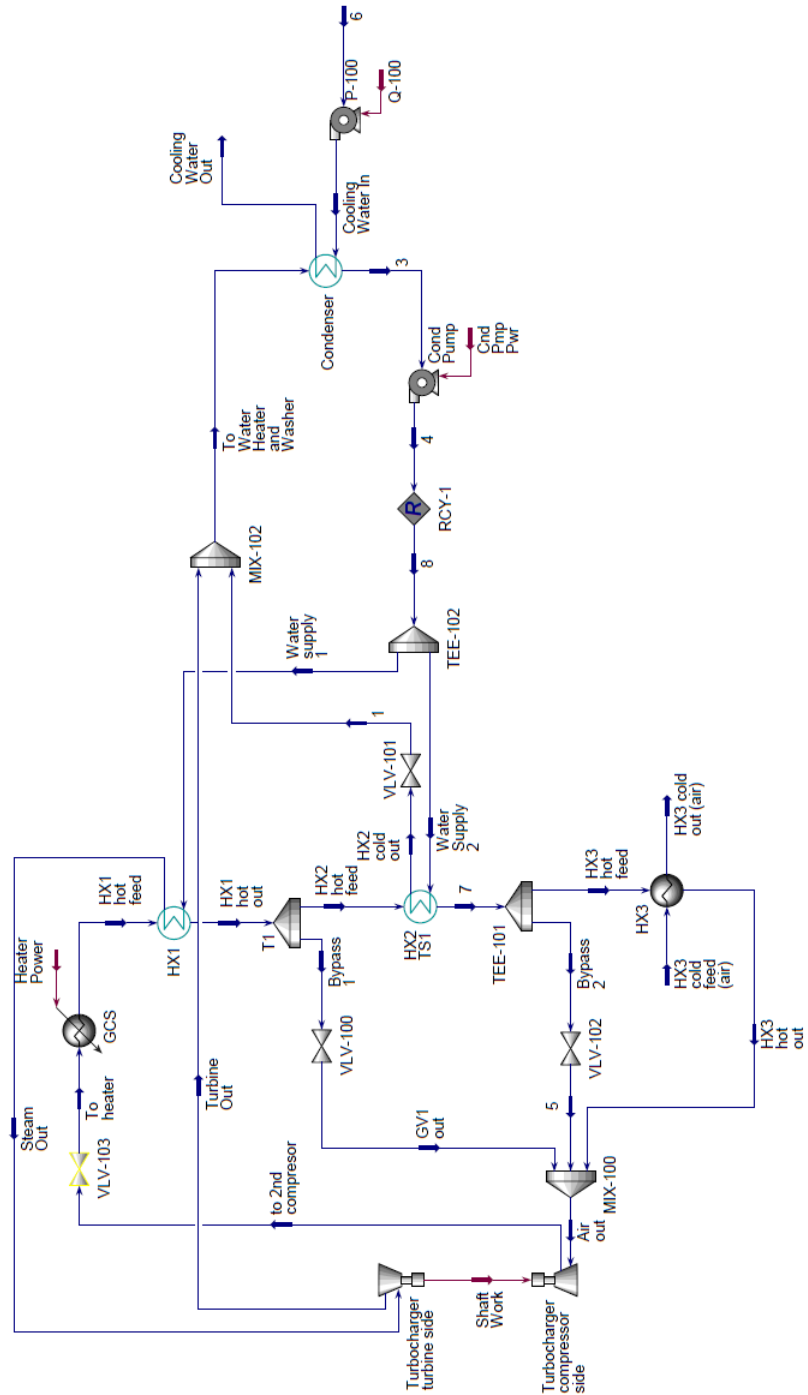 6
P-100
Q-100
Cooling
Water
Out
Cooling
Water In
Condenser
3
Cond
Pump
Cnd
Pmp
Pwr
To
Water
Heater
and
Washer
4
R
RCY-1
MIX-102
8
TEE-102
Water
supply
1
1
VLV-101
HX2
cold
out
Water
Supply
2
HX1
hot
feed
HX1
HX1
hot out
T1
HX2
hot
feed
HX2
TS1
7
TEE-101
HX3
hot
feed
HX3 cold
out (air)
HX3
HX3
cold
feed
(air)
HX3
hot
out
Heater
Power
GCS
Bypass
1
VLV-100
Bypass
2
VLV-102
5
Steam
Out
Turbine
Out
To
heater
VLV-103
GV1
out
MIX-100
to 2nd
compresor
Air
out
Turbocharger
turbine side
Shaft
Work
Turbocharger
compressor
side